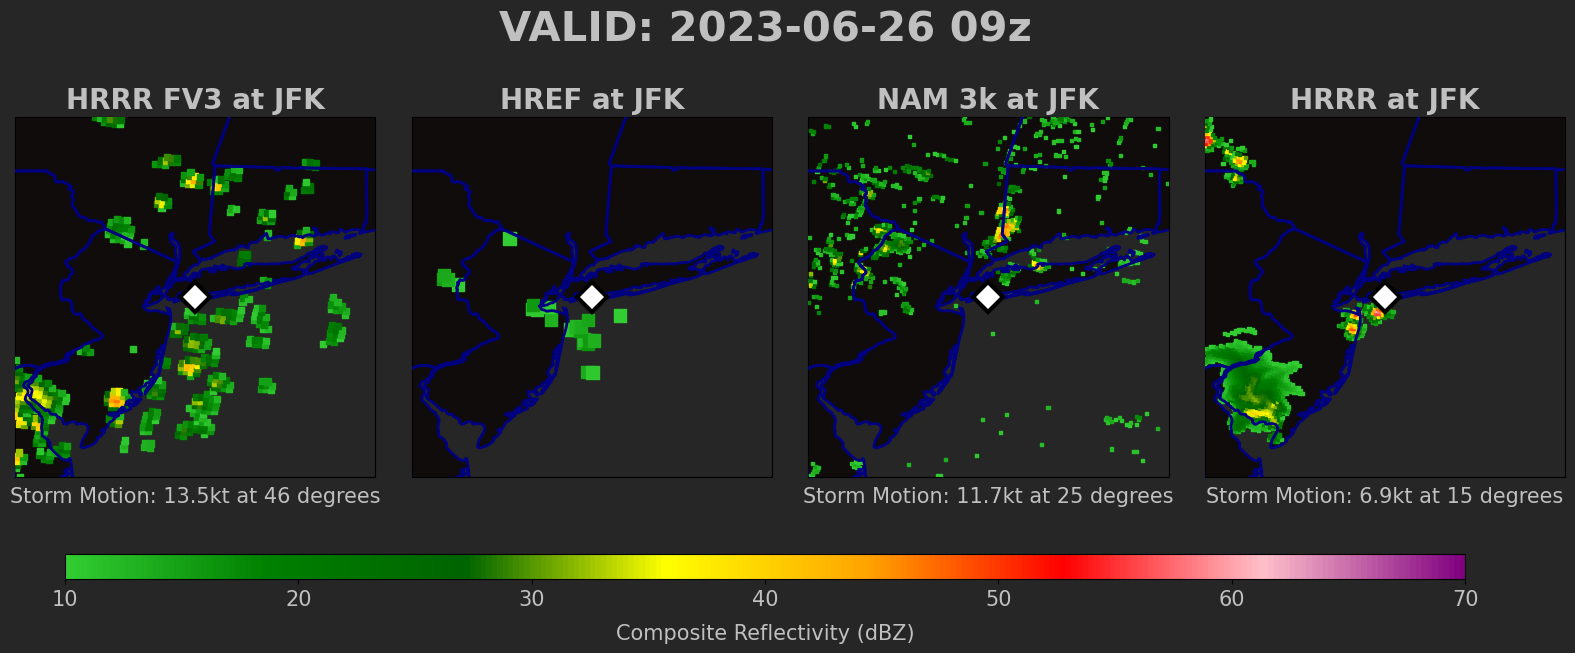 VALID: 2023-06-26 09z
HRRR FV3 at JFK
HREF at JFK
NAM 3k at JFK
HRRR at JFK
Storm Motion: 13.5kt at 46 degrees
Storm Motion: 11.7kt at 25 degrees
Storm Motion: 6.9kt at 15 degrees
10 20 30 40 50 60 70
Composite Reflectivity (dBZ)